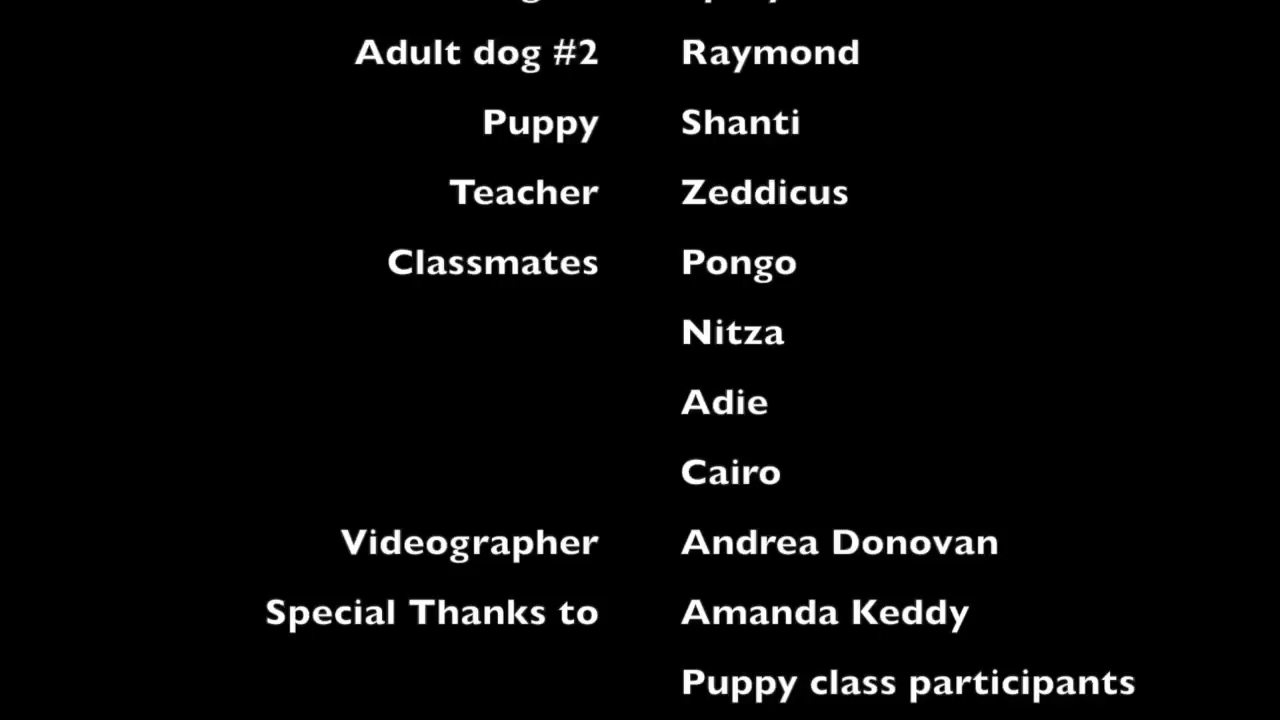 Adult dog #2 Raymond
Puppy Shanti
Teacher Zeddicus
Classmates Pongo
Nitza
Adie
Cairo
Videographer Andrea Donovan
Special Thanks to Amanda Keddy
Puppy class participants